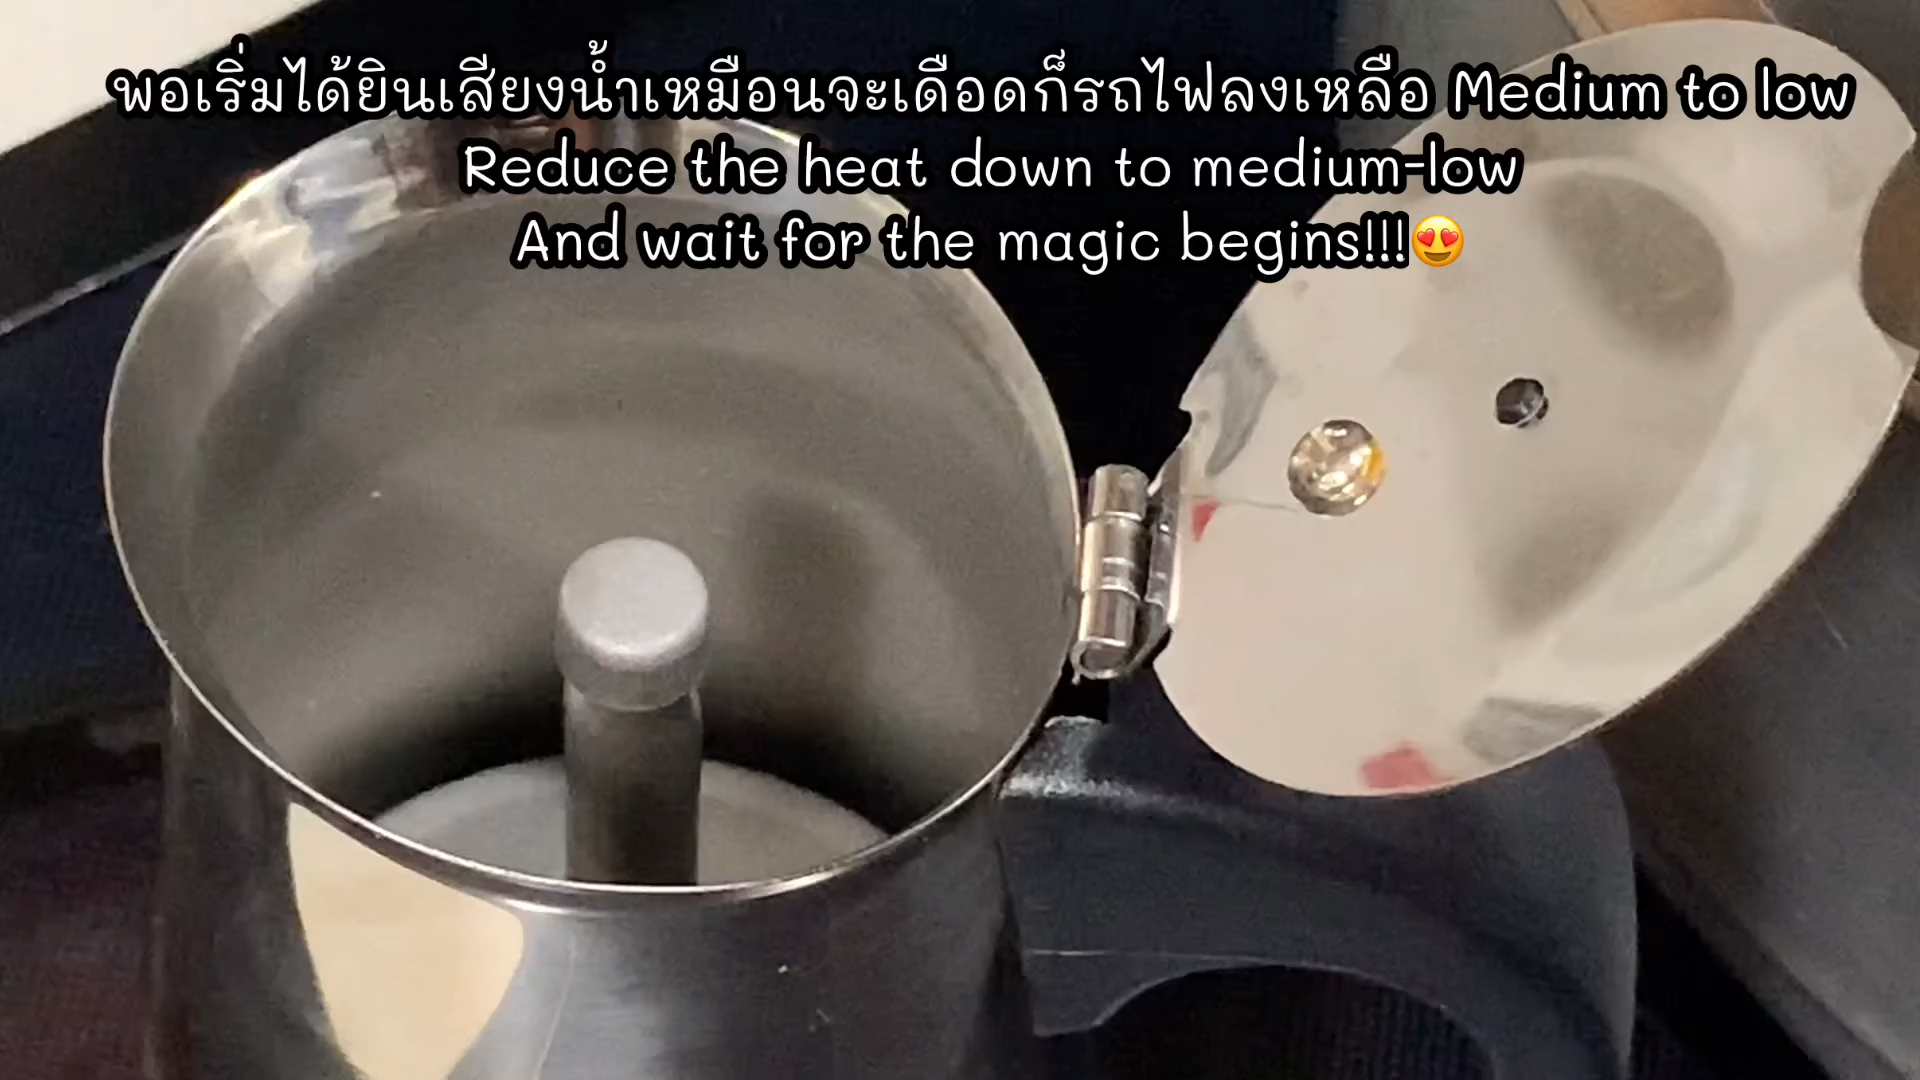 พอเริ่มได้ยินเสียงน้ำเหมือนจะเดือดก็รถไฟลงเหลือ Medium to low
Reduce the heat down to medium-low
And wait for the magic begins!!!😍